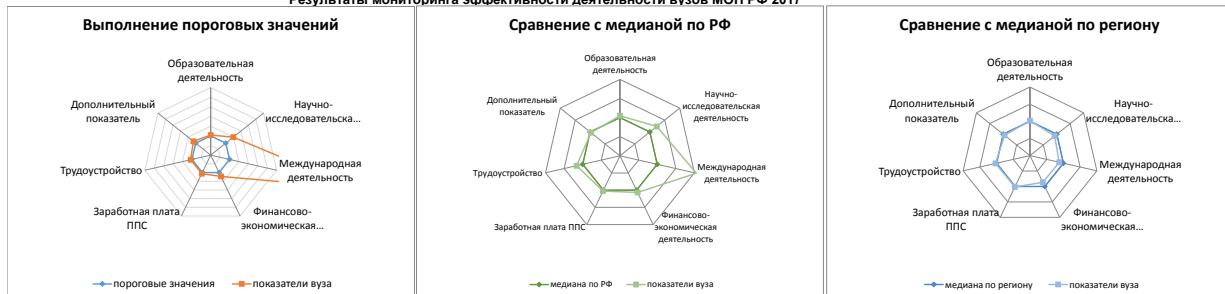 Результаты мониторинга эффективности деятельности вузов МОН РФ 2017
Выполнение пороговых значений
Образовательная
деятельность
Научно-
исследовательска...
Международная
деятельность
Финансово-
экономическая...
Заработная плата
ППС
Трудоустройство
Дополнительный
показатель
пороговые значения
показатели вуза
Сравнение с медианой по РФ
Образовательная
деятельность
Научно-
исследовательская
деятельность
Международная
деятельность
Финансово-
экономическая
деятельность
Заработная плата ППС
Трудоустройство
Дополнительный
показатель
медиана по РФ
показатели вуза
Сравнение с медианой по региону
Образовательная
деятельность
Научно-
исследовательска...
Международная
деятельность
Финансово-
экономическая...
Заработная плата
ППС
Трудоустройство
Дополнительный
показатель
медиана по региону
показатели вуза